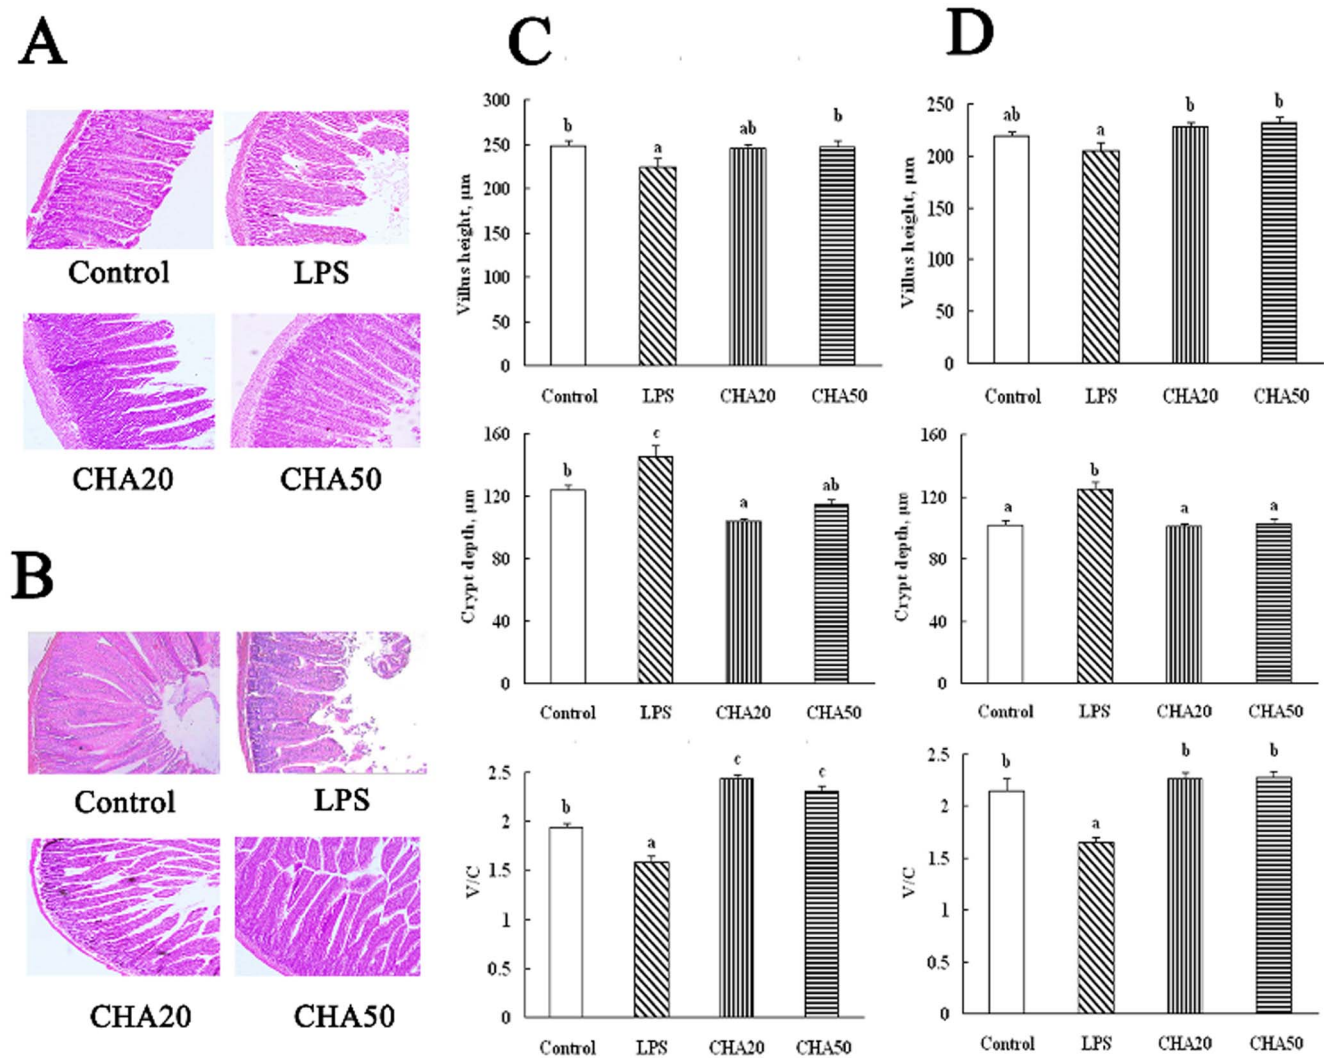 A
Control
LPS
CHA20
CHA50
B
Control
LPS
CHA20
CHA50
C
Villus height, μm
300
250
200
150
100
50
0
b
a
ab
b
Control
LPS
CHA20
CHA50
Crypt depth, μm
160
120
80
40
0
b
c
a
ab
Control
LPS
CHA20
CHA50
V/C
2.5
2
1.5
1
0.5
0
b
a
c
c
Control
LPS
CHA20
CHA50
D
Villus height, μm
250
200
150
100
50
0
ab
a
b
b
Control
LPS
CHA20
CHA50
Crypt depth, μm
160
120
80
40
0
a
b
a
a
Control
LPS
CHA20
CHA50
V/C
2.5
2
1.5
1
0.5
0
b
a
b
b
Control
LPS
CHA20
CHA50